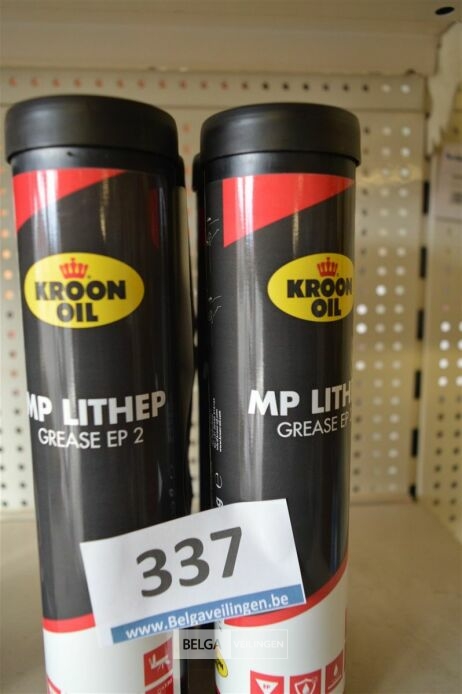 KROON
OIL
MP LITHEP
GREASE EP 2
KROON
OIL
MP LITH
GREASE EP
337
www.Belgaveilingen.be
BELGA